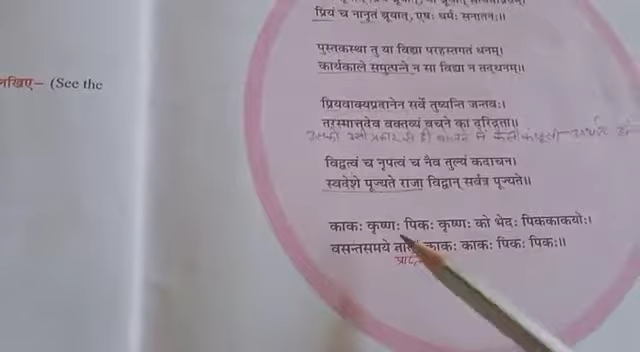 प्रियं च नानृतं ब्रूयात्, एषः धर्मः सनातनः॥
पुस्तकस्था तु या विद्या परहस्तगतं धनम्।
कार्यकाले समुत्पन्ने न सा विद्या न तद्धनम्॥
नखिए– (See the
प्रियवाक्यप्रदानेन सर्वे तुष्यन्ति जन्तवः।
तस्मात्तदेव वक्तव्यं वचने का दरिद्रता॥
विद्वत्वं च नृपत्वं च नैव तुल्यं कदाचन।
स्वदेशे पूज्यते राजा विद्वान् सर्वत्र पूज्यते॥
काकः कृष्णः पिकः कृष्णः को भेदः पिककाकयोः।
वसन्तसमये काकः काकः पिकः पिकः॥